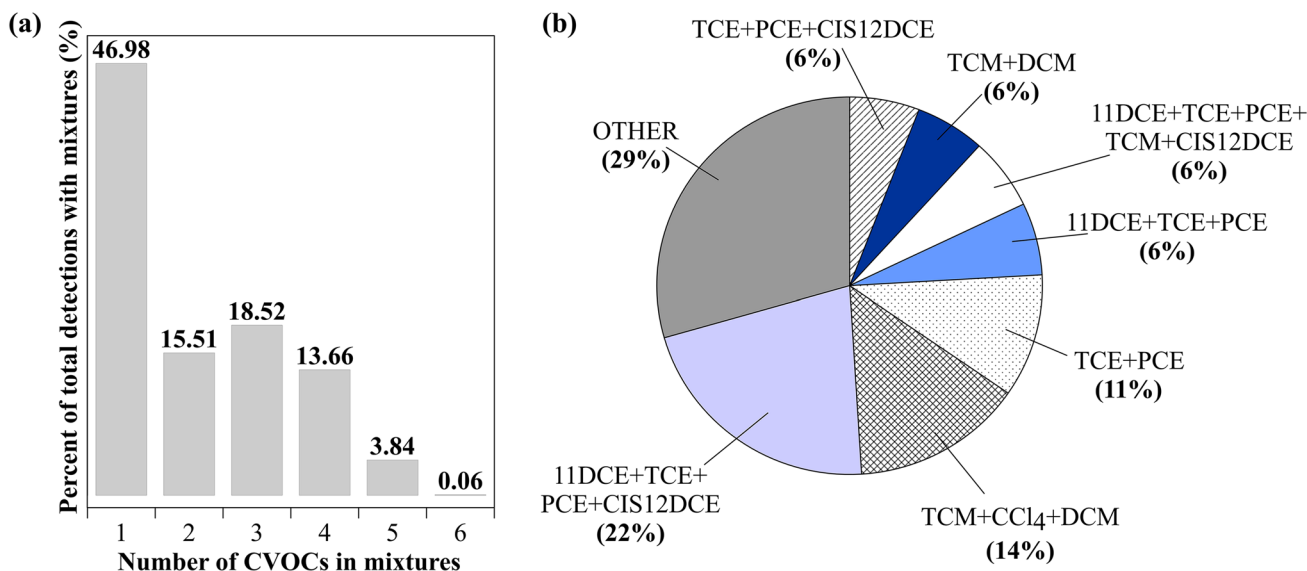 (a)
Percent of total detections with mixtures (%)
46.98
15.51
18.52
13.66
3.84
0.06
1 2 3 4 5 6
Number of CVOCs in mixtures
(b)
TCE+PCE+CIS12DCE
(6%)
TCM+DCM
(6%)
11DCE+TCE+PCE+
TCM+CIS12DCE
(6%)
11DCE+TCE+PCE
(6%)
TCE+PCE
(11%)
TCM+CCl4+DCM
(14%)
11DCE+TCE+
PCE+CIS12DCE
(22%)
OTHER
(29%)